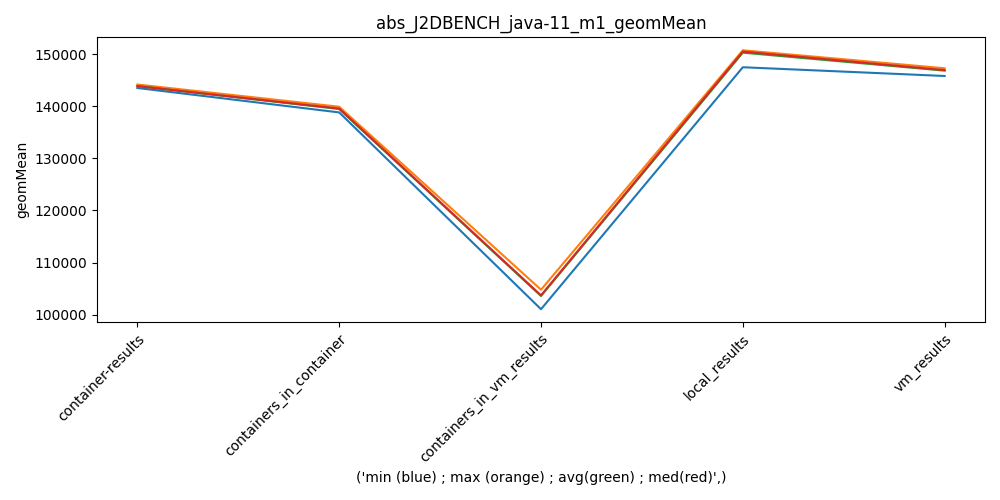 abs_J2DBENCH_java-11_m1_geomMean
geomMean
150000
140000
130000
120000
110000
100000
container-results
containers_in_container
containers_in_vm_results
local_results
vm_results
('min (blue) ; max (orange) ; avg(green) ; med(red)',)